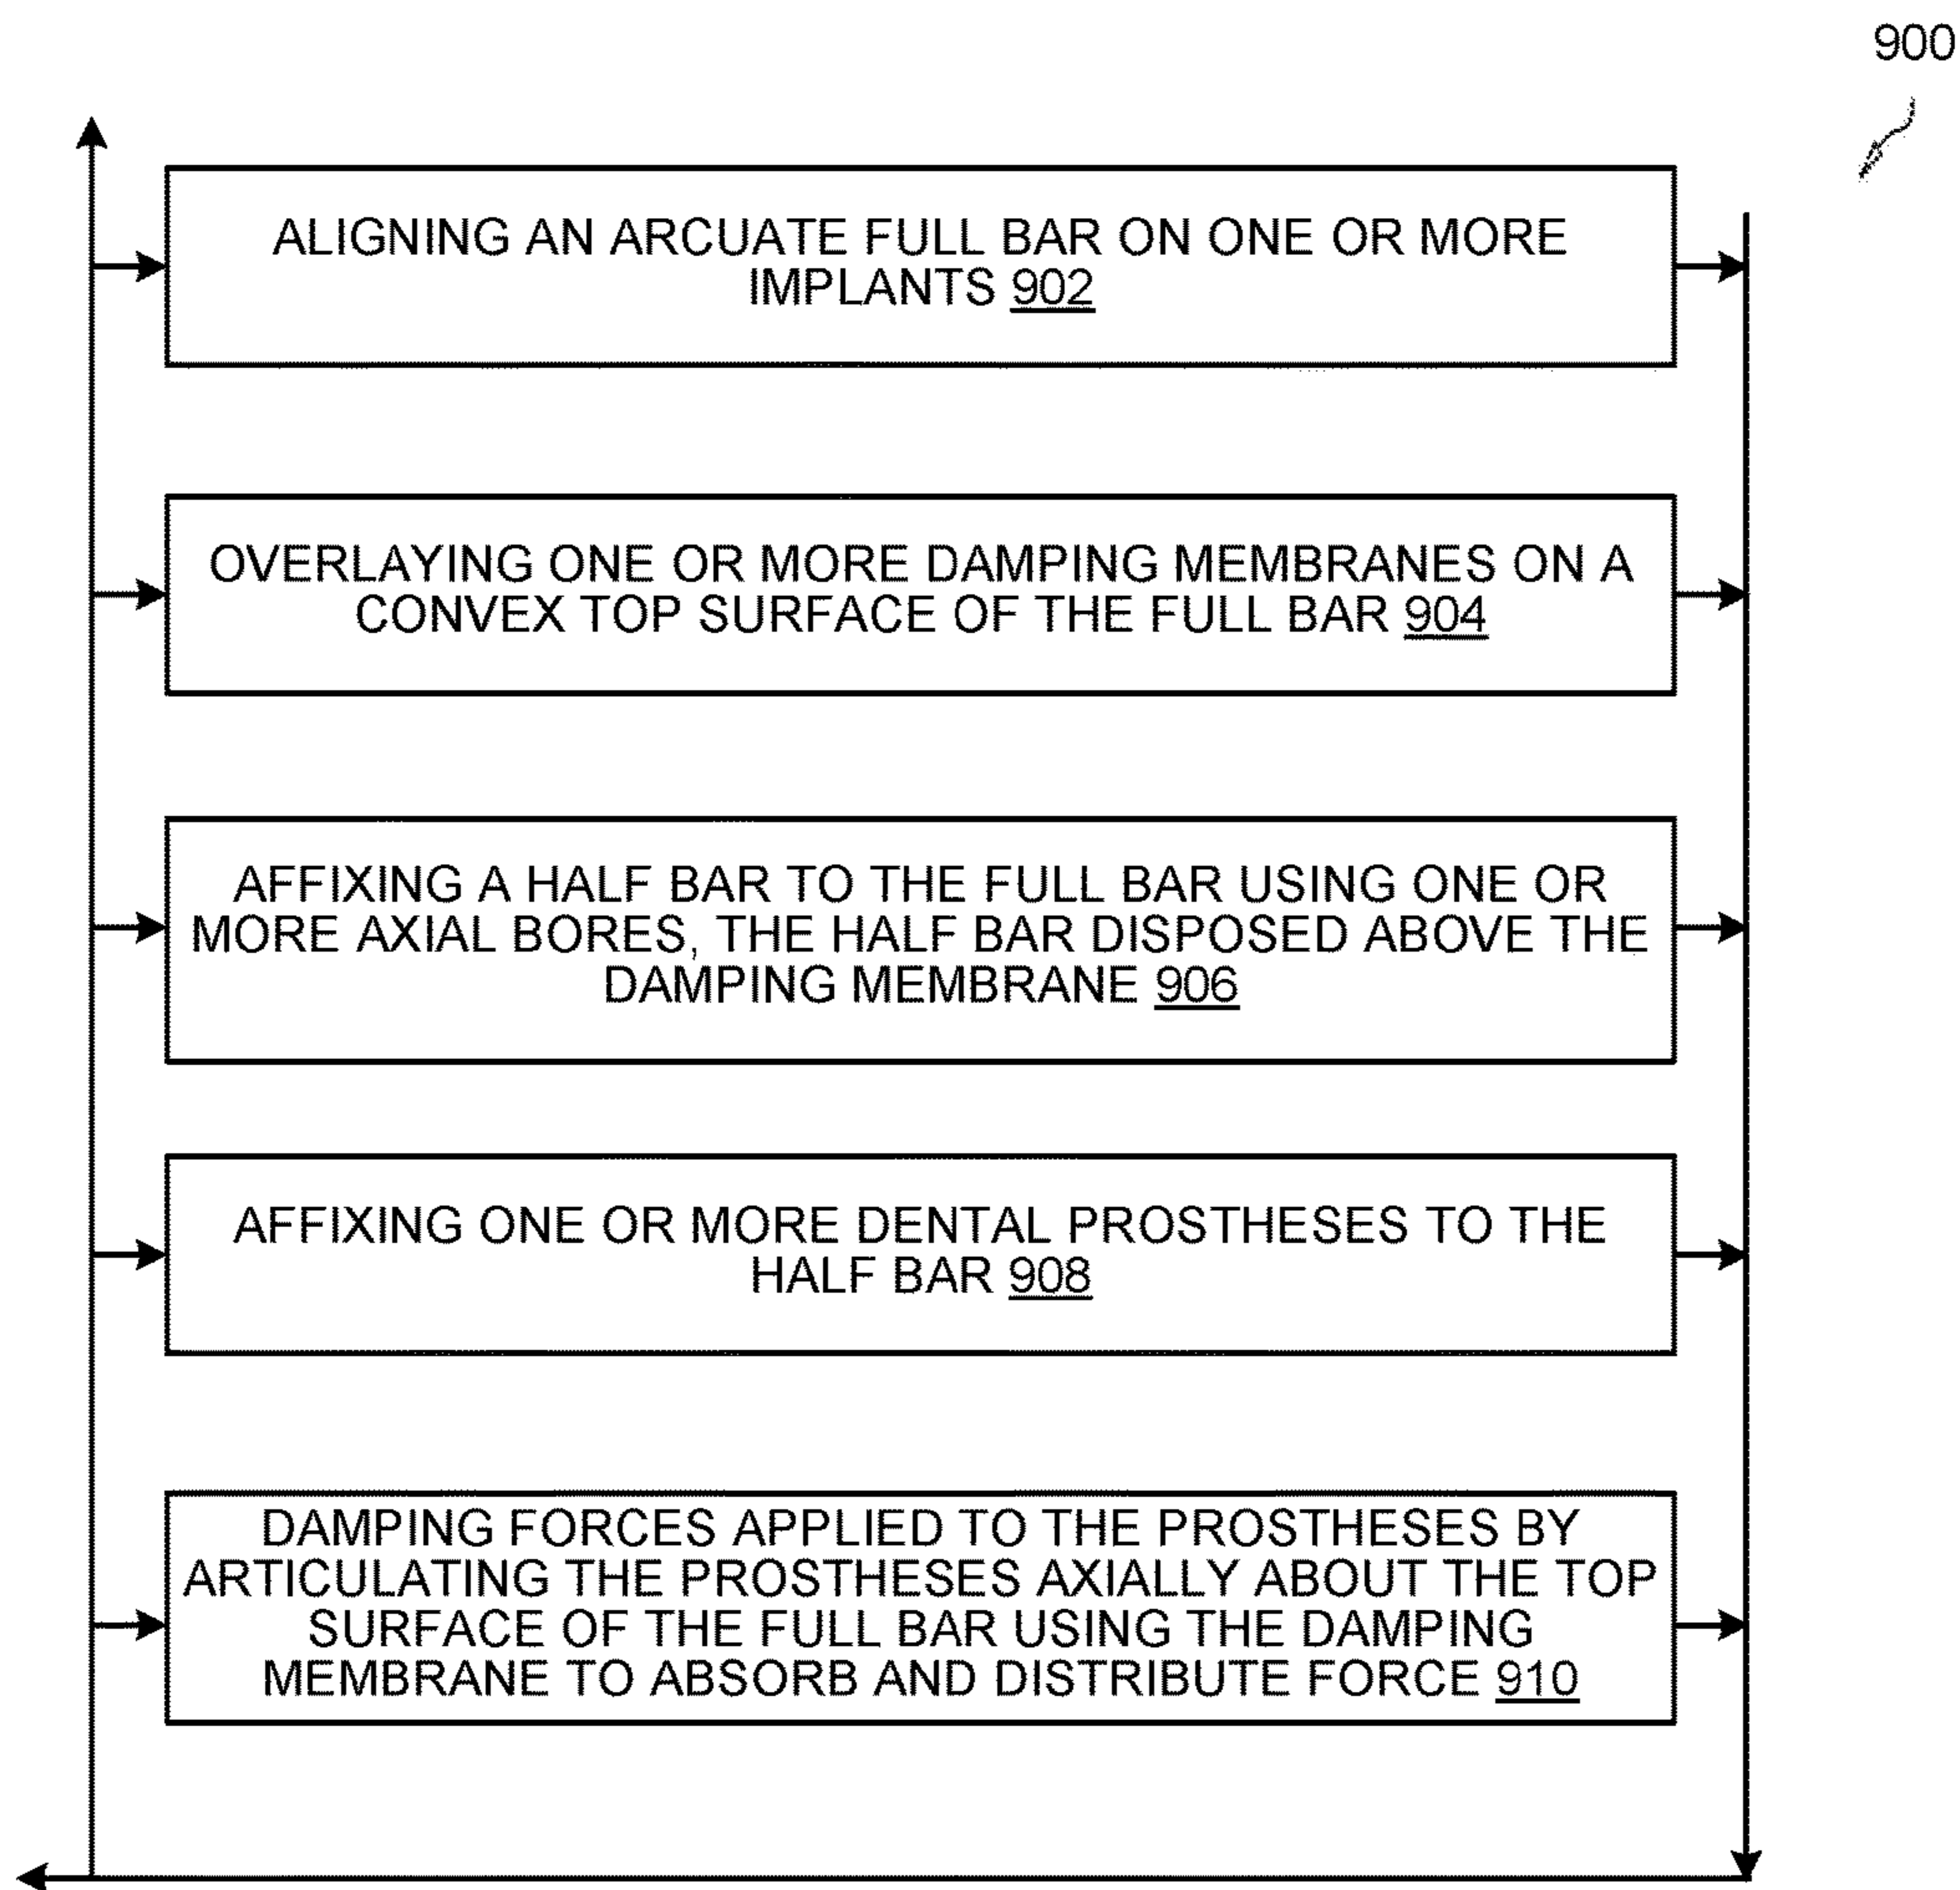 900
ALIGNING AN ARCUATE FULL BAR ON ONE OR MORE
IMPLANTS 902
OVERLAYING ONE OR MORE DAMPING MEMBRANES ON A
CONVEX TOP SURFACE OF THE FULL BAR 904
AFFIXING A HALF BAR TO THE FULL BAR USING ONE OR
MORE AXIAL BORES, THE HALF BAR DISPOSED ABOVE THE
DAMPING MEMBRANE 906
AFFIXING ONE OR MORE DENTAL PROSTHESES TO THE
HALF BAR 908
DAMPING FORCES APPLIED TO THE PROSTHESES BY
ARTICULATING THE PROSTHESES AXIALLY ABOUT THE TOP
SURFACE OF THE FULL BAR USING THE DAMPING
MEMBRANE TO ABSORB AND DISTRIBUTE FORCE 910